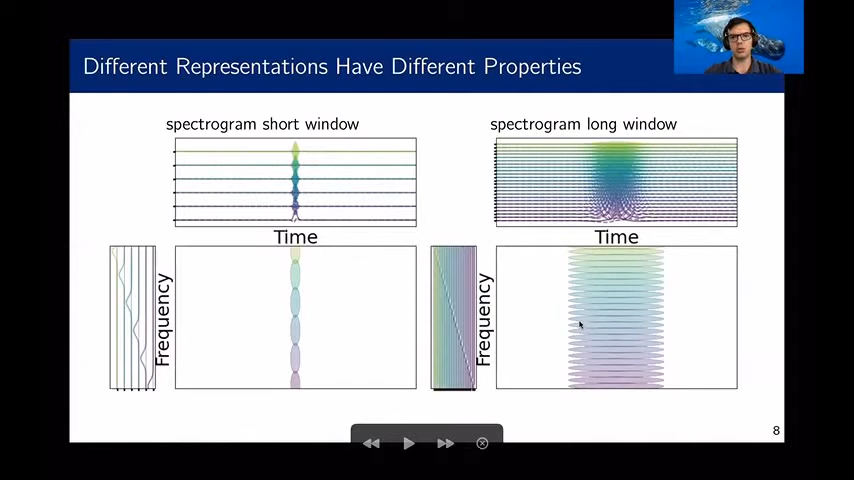 Different Representations Have Different Properties
spectrogram short window
spectrogram long window
Time
Time
Frequency
Frequency
8